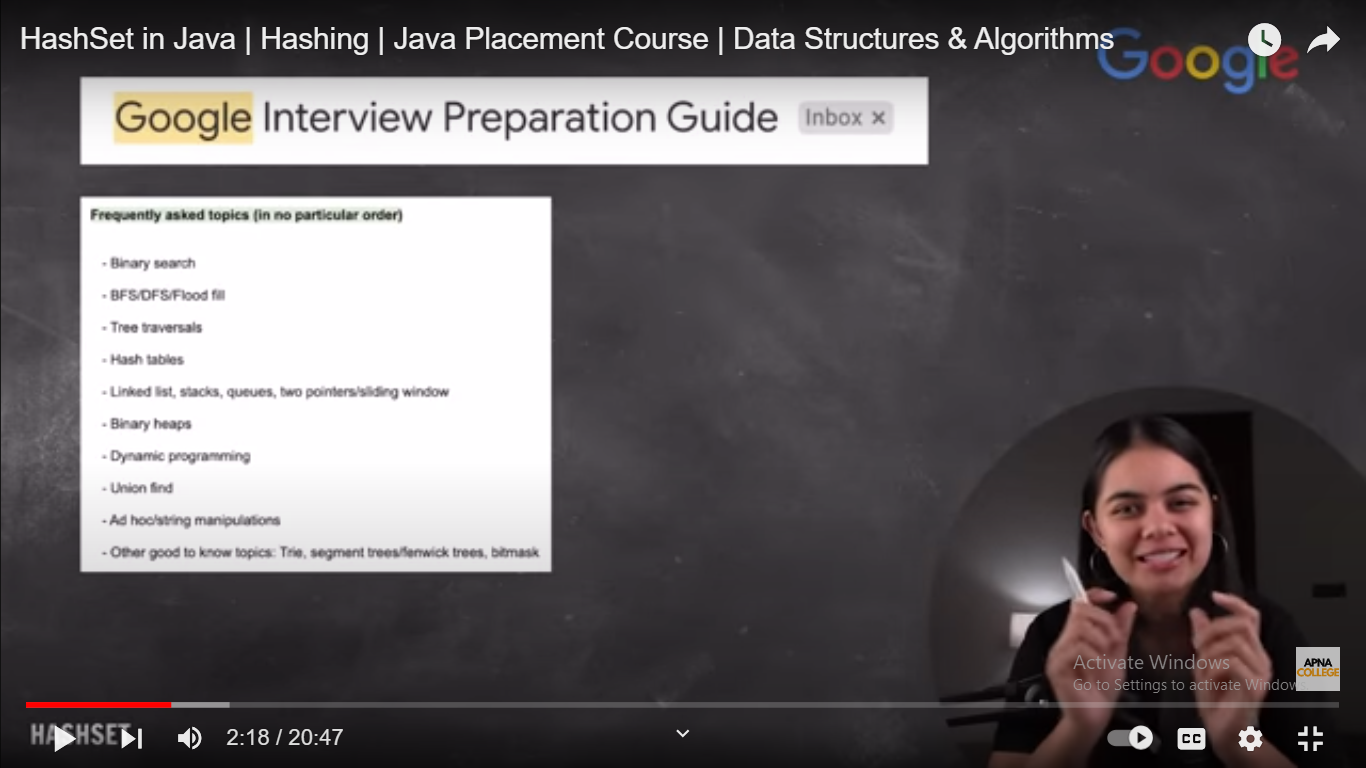 HashSet in Java | Hashing | Java Placement Course | Data Structures & Algorithms
Google
Google Interview Preparation Guide Inbox ×
Frequently asked topics (in no particular order)
- Binary search
- BFS/DFS/Flood fill
- Tree traversals
- Hash tables
- Linked list, stacks, queues, two pointers/sliding window
- Binary heaps
- Dynamic programming
- Union find
- Ad hoc/string manipulations
- Other good to know topics: Trie, segment trees/fenwick trees, bitmask
Activate Windows
Go to Settings to activate Window
APNA
COLLEGE
HASHSET
2:18 / 20:47
CC